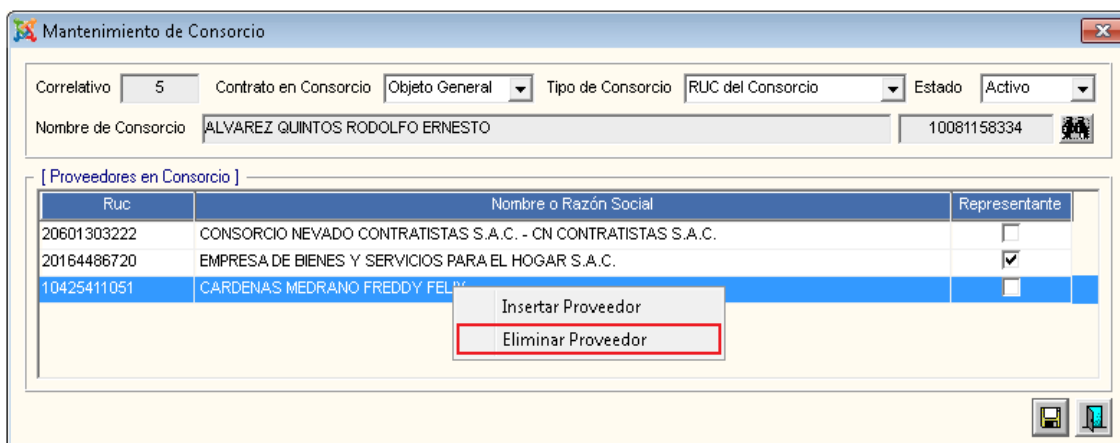 Mantenimiento de Consorcio
Correlativo 5 Contrato en Consorcio Objeto General Tipo de Consorcio RUC del Consorcio Estado Activo
Nombre de Consorcio ALVAREZ QUINTOS RODOLFO ERNESTO 10081158334
[ Proveedores en Consorcio ]
Ruc Nombre o Razón Social Representante
20601303222 CONSORCIO NEVADO CONTRATISTAS S.A.C. - CN CONTRATISTAS S.A.C.
20164486720 EMPRESA DE BIENES Y SERVICIOS PARA EL HOGAR S.A.C.
10425411051 CARDENAS MEDRANO FREDDY
Insertar Proveedor
Eliminar Proveedor